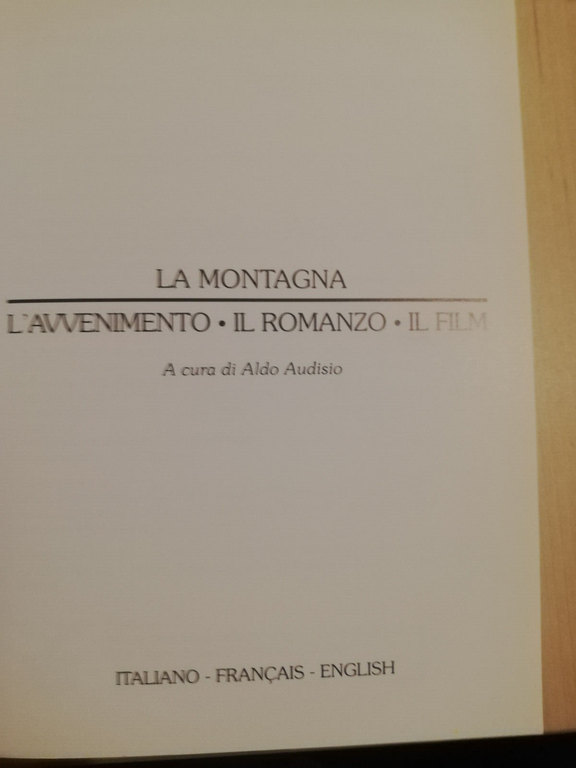 LA MONTAGNA
L'AVVENIMENTO • IL ROMANZO • IL FILM
A cura di Aldo Audisio
ITALIANO - FRANÇAIS - ENGLISH